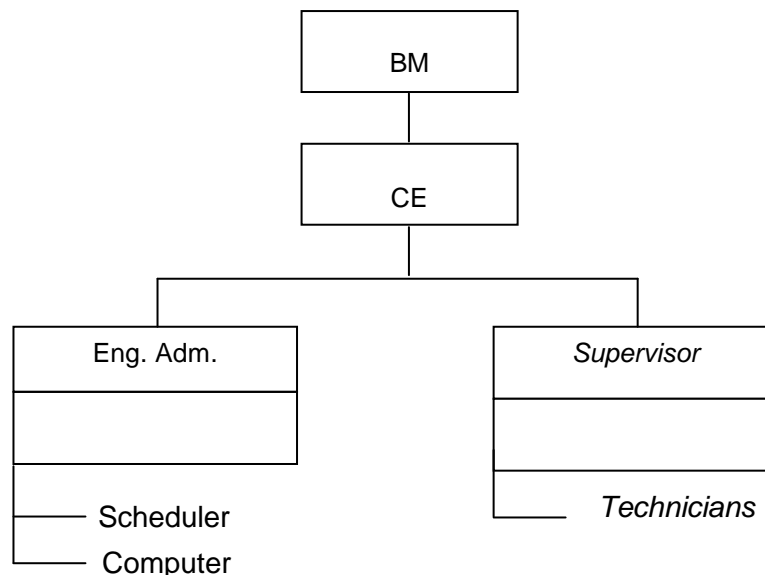 BM
CE
Eng. Adm.
Supervisor
Scheduler
Technicians
Computer